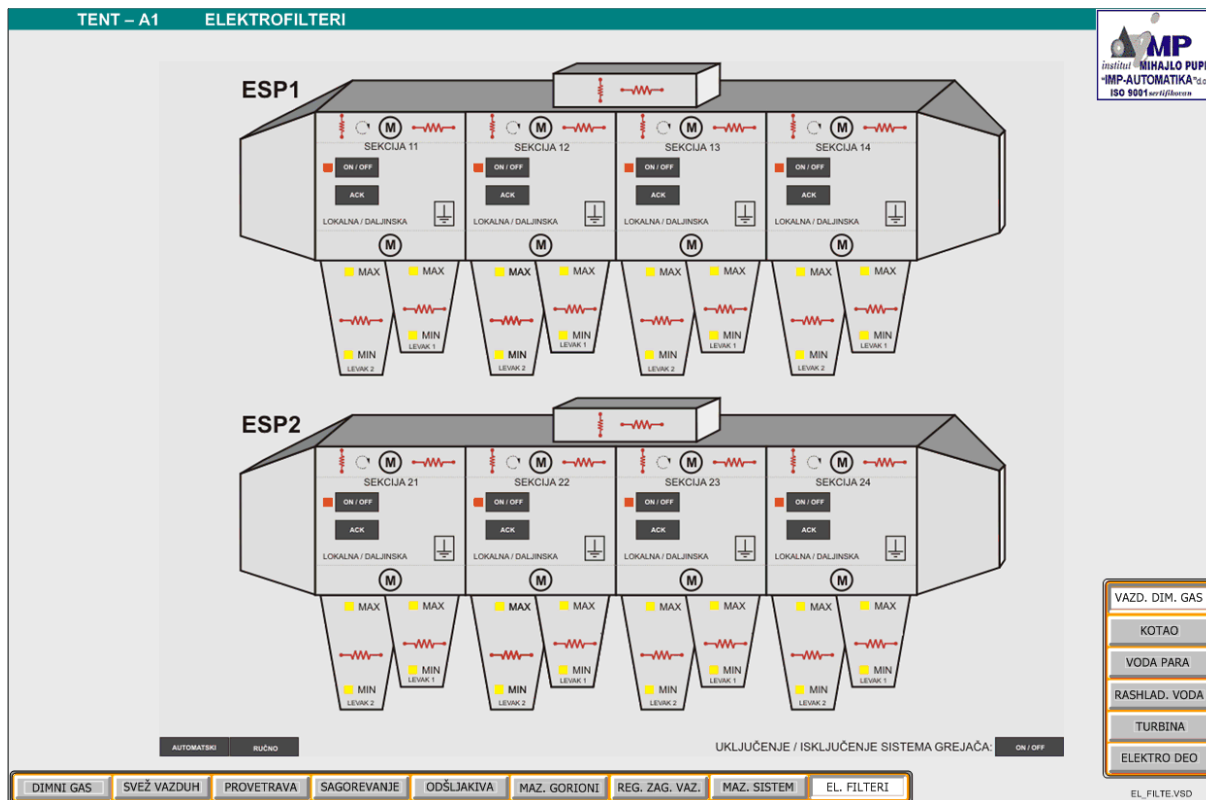 TENT – A1 ELEKTROFILTERI
MP
institut MIHAJLO PUPI
"IMP-AUTOMATIKA"d.o
ISO 9001 sertifikovan
ESP1
M M M M
SEKCIJA 11 SEKCIJA 12 SEKCIJA 13 SEKCIJA 14
ON / OFF ON / OFF ON / OFF ON / OFF
ACK ACK ACK ACK
LOKALNA / DALJINSKA LOKALNA / DALJINSKA LOKALNA / DALJINSKA LOKALNA / DALJINSKA
M M M M
MAX MAX MAX MAX MAX MAX MAX MAX
MIN MIN MIN MIN
LEVAK 1 LEVAK 1 LEVAK 1 LEVAK 1
MIN MIN MIN MIN
LEVAK 2 LEVAK 2 LEVAK 2 LEVAK 2
ESP2
M M M M
SEKCIJA 21 SEKCIJA 22 SEKCIJA 23 SEKCIJA 24
ON / OFF ON / OFF ON / OFF ON / OFF
ACK ACK ACK ACK
LOKALNA / DALJINSKA LOKALNA / DALJINSKA LOKALNA / DALJINSKA LOKALNA / DALJINSKA
M M M M
MAX MAX MAX MAX MAX MAX MAX MAX
MIN MIN MIN MIN
LEVAK 1 LEVAK 1 LEVAK 1 LEVAK 1
MIN MIN MIN MIN
LEVAK 2 LEVAK 2 LEVAK 2 LEVAK 2
VAZD. DIM. GAS
KOTAO
VODA PARA
RASHLAD. VODA
TURBINA
ELEKTRO DEO
AUTOMATSKI RUČNO UKLJUČENJE / ISKLJUČENJE SISTEMA GREJAČA: ON / OFF
DIMNI GAS SVEŽ VAZDUH PROVETRAVA SAGOREVANJE ODŠLJAKIVA MAZ. GORIONI REG. ZAG. VAZ. MAZ. SISTEM EL. FILTERI
EL_FILTE.VSD